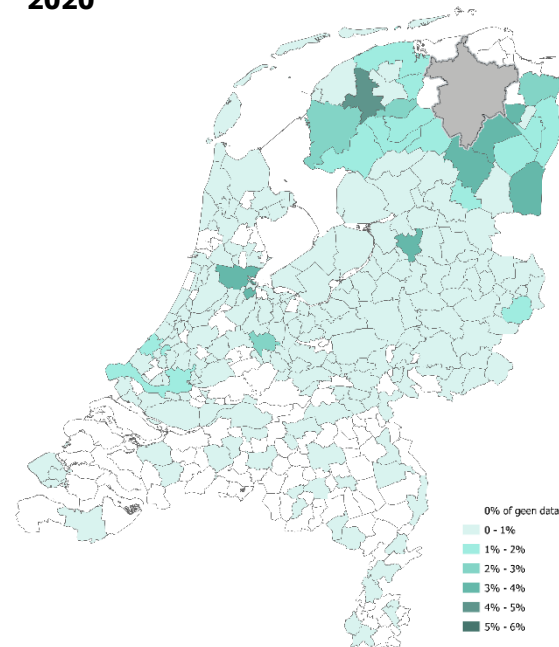 2020
0% of geen data
0 - 1%
1% - 2%
2% - 3%
3% - 4%
4% - 5%
5% - 6%